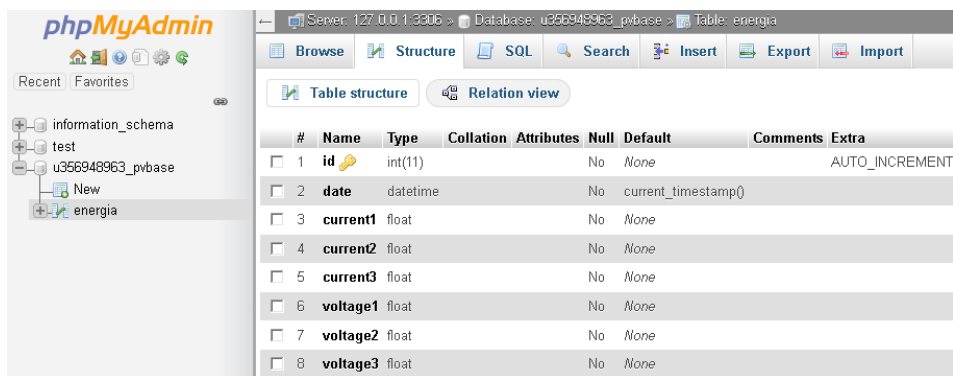 phpMyAdmin
Recent Favorites
information_schema
test
u356948963_pvbase
New
energia
Server: 127.0.0.1:3306 » Database: u356948963_pvbase » Table: energia
Browse Structure SQL Search Insert Export Import
Table structure Relation view
# Name Type Collation Attributes Null Default Comments Extra
1 id int(11) No None AUTO_INCREMENT
2 date datetime No current_timestamp()
3 current1 float No None
4 current2 float No None
5 current3 float No None
6 voltage1 float No None
7 voltage2 float No None
8 voltage3 float No None